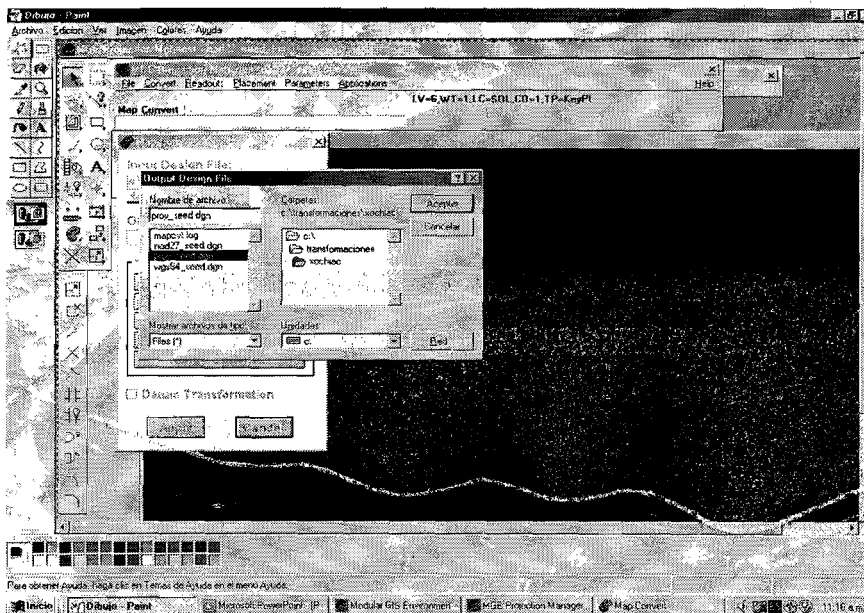 Dibujo - Paint
Archivo Edición Ver Imagen Colores Ayuda
File Convert Readout Placement Parameters Applications
Help
Map Convert
LV=6,WT=1,LC=SOL,CO=1,TP=KeyPt
Input Design File:
Output Design File
Nombre de archivo:
proy_seed.dgn
mapcvt.log
nad27_seed.dgn
wgs84_seed.dgn
Carpetas:
c:\transformaciones\xochiac
c:\
transformaciones
xochiac
Aceptar
Cancelar
Mostrar archivos de tipo:
Files (*)
Unidades:
c:
Red
Datum Transformation
Apply
Cancel
Para obtener Ayuda, haga clic en Temas de Ayuda en el menú Ayuda.
Inicio
Dibujo - Paint
Microsoft PowerPoint - [P
Modular GIS Environmen
MGE Projection Manager
Map Convert